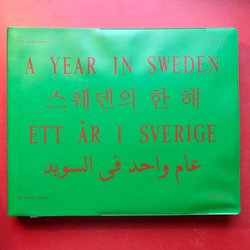 A YEAR IN SWEDEN
스웨덴의 한 해
ETT ÅR I SVERIGE
عام واحد في السويد